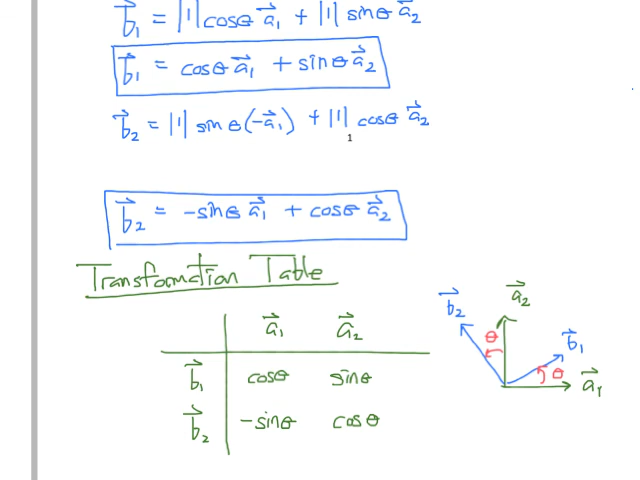 b⃗₁ = |1|cosθ a⃗₁ + |1| sinθ a⃗₂
b⃗₁ = cosθ a⃗₁ + sinθ a⃗₂
b⃗₂ = |1| sinθ(-a⃗₁) + |1| cosθ a⃗₂
b⃗₂ = -sinθ a⃗₁ + cosθ a⃗₂
Transformation Table
a⃗₁ a⃗₂
b⃗₁ cosθ sinθ
b⃗₂ -sinθ cosθ
a⃗₂
b⃗₂
θ b⃗₁
θ a⃗₁